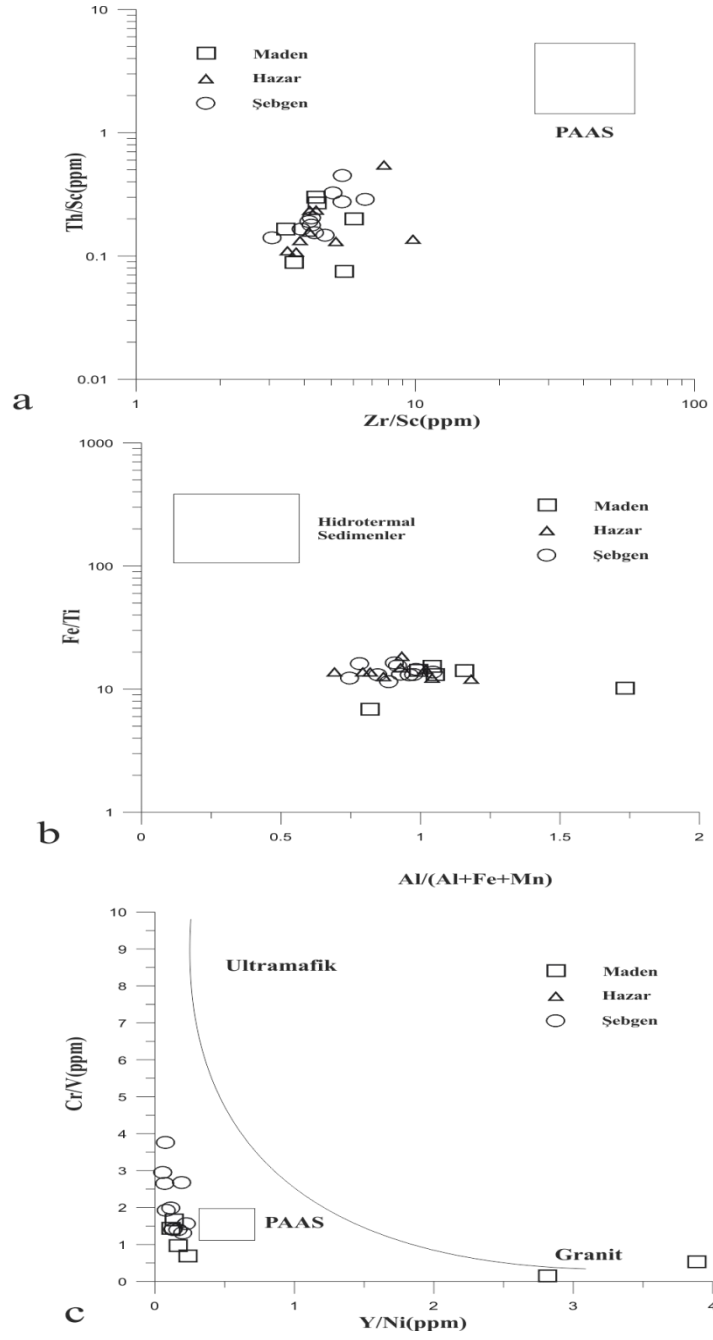 10
1
0.1
0.01
Th/Sc(ppm)
Maden
Hazar
Şebgen
PAAS
1
10
100
Zr/Sc(ppm)
a
1000
100
10
1
Fe/Ti
Hidrotermal
Sedimenler
Maden
Hazar
Şebgen
0
0.5
1
1.5
2
Al/(Al+Fe+Mn)
b
10
9
8
7
6
5
4
3
2
1
0
Cr/V(ppm)
Ultramafik
Maden
Hazar
Şebgen
PAAS
Granit
0
1
2
3
4
Y/Ni(ppm)
c